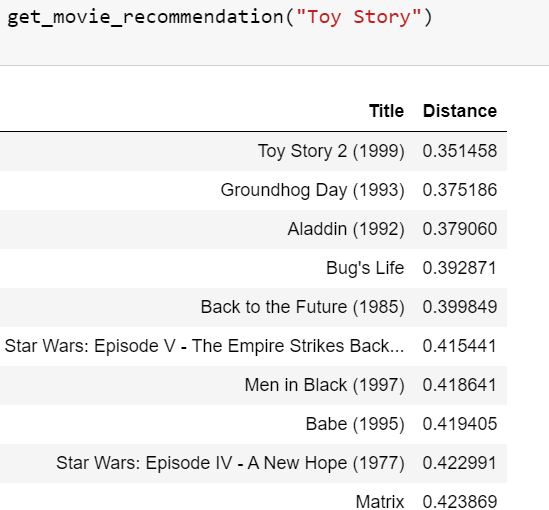 get_movie_recommendation("Toy Story")
Title Distance
Toy Story 2 (1999) 0.351458
Groundhog Day (1993) 0.375186
Aladdin (1992) 0.379060
Bug's Life 0.392871
Back to the Future (1985) 0.399849
Star Wars: Episode V - The Empire Strikes Back... 0.415441
Men in Black (1997) 0.418641
Babe (1995) 0.419405
Star Wars: Episode IV - A New Hope (1977) 0.422991
Matrix 0.423869